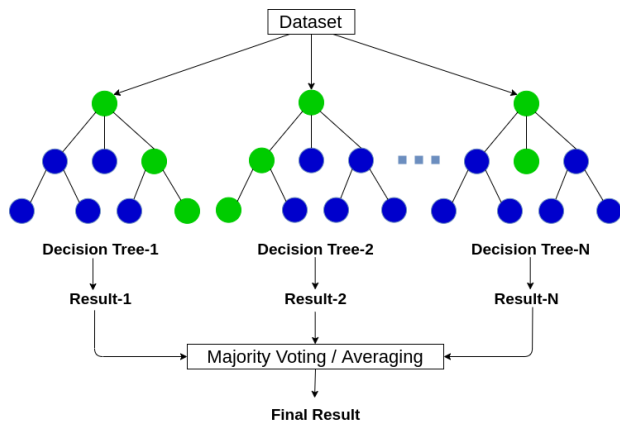 Dataset
Decision Tree-1
Decision Tree-2
Decision Tree-N
Result-1
Result-2
Result-N
Majority Voting / Averaging
Final Result